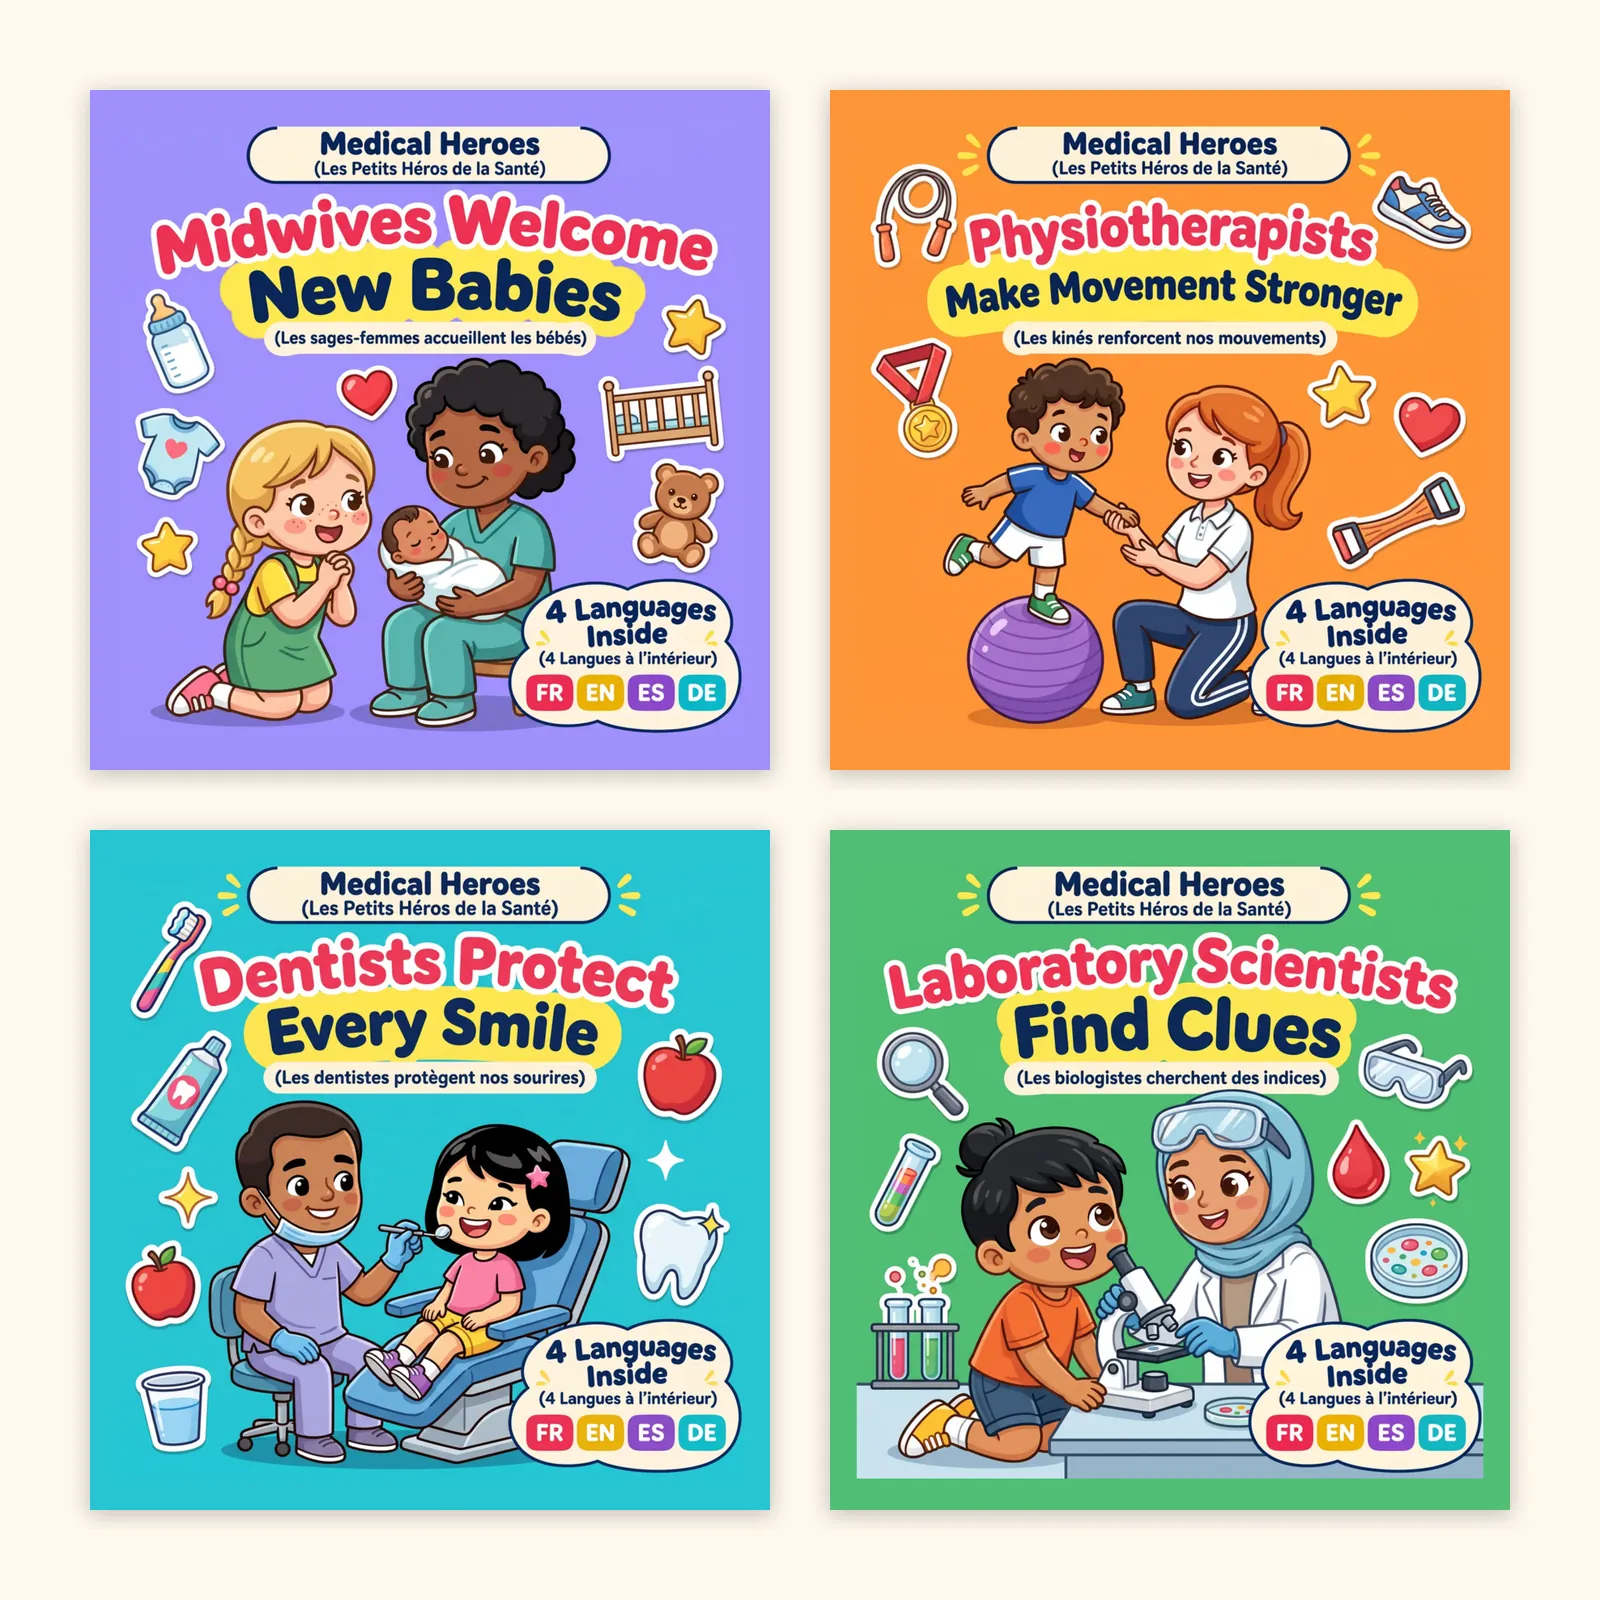 Medical Heroes
(Les Petits Héros de la Santé)
Midwives Welcome
New Babies
(Les sages-femmes accueillent les bébés)
4 Languages
Inside
(4 Langues à l'intérieur)
FR EN ES DE
Medical Heroes
(Les Petits Héros de la Santé)
Physiotherapists
Make Movement Stronger
(Les kinés renforcent nos mouvements)
4 Languages
Inside
(4 Langues à l'intérieur)
FR EN ES DE
Medical Heroes
(Les Petits Héros de la Santé)
Dentists Protect
Every Smile
(Les dentistes protègent nos sourires)
4 Languages
Inside
(4 Langues à l'intérieur)
FR EN ES DE
Medical Heroes
(Les Petits Héros de la Santé)
Laboratory Scientists
Find Clues
(Les biologistes cherchent des indices)
4 Languages
Inside
(4 Langues à l'intérieur)
FR EN ES DE